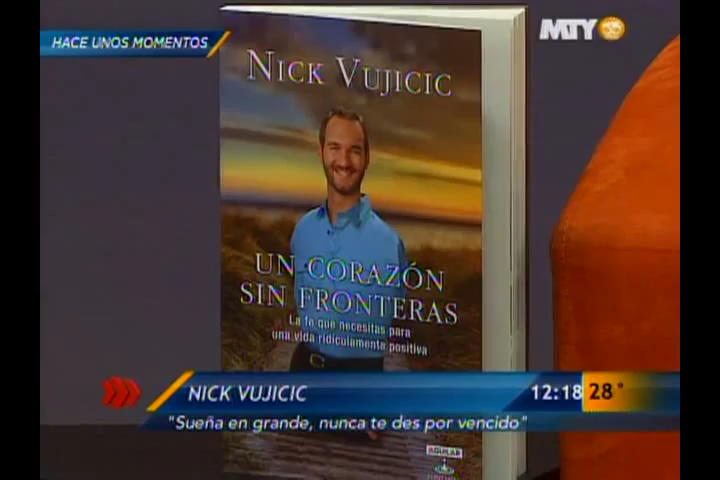 HACE UNOS MOMENTOS
MTY
NICK VUJICIC
UN CORAZÓN
SIN FRONTERAS
La fe que necesitas para
una vida ridículamente positiva
NICK VUJICIC
12:18
28°
"Sueña en grande, nunca te des por vencido"
AGUILAR